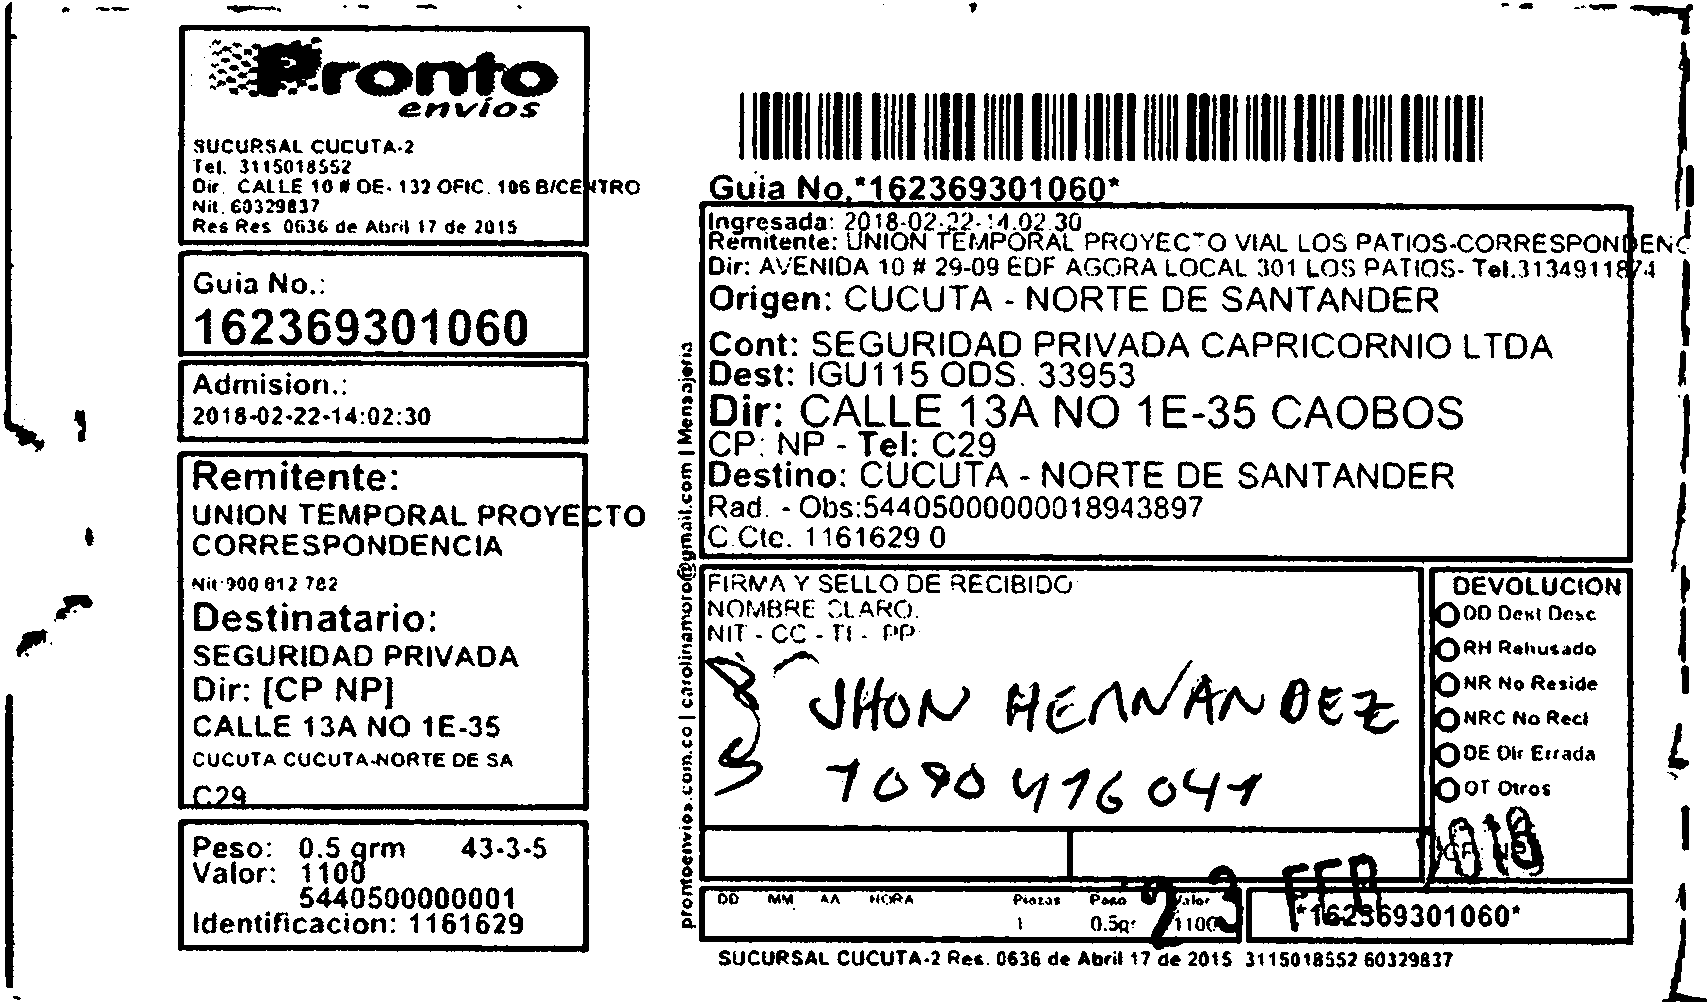 Pronto
envíos
SUCURSAL CUCUTA-2
Tel. 3115018552
Dir. CALLE 10 # OE- 132 OFIC. 106 B/CENTRO
Nit. 60329837
Res Res 0636 de Abril 17 de 2015
Guia No.:
162369301060
Admision.:
2018-02-22-14:02:30
Remitente:
UNION TEMPORAL PROYECTO
CORRESPONDENCIA
Nit:900 812 782
Destinatario:
SEGURIDAD PRIVADA
Dir: [CP NP]
CALLE 13A NO 1E-35
CUCUTA CUCUTA-NORTE DE SA
C29
Peso: 0.5 grm 43-3-5
Valor: 1100
5440500000001
Identificacion: 1161629
prontoenvios.com.co | carolinamoro@gmail.com | Mensajeria
Guia No.*162369301060*
Ingresada: 2018-02-22-14.02.30
Remitente: UNION TEMPORAL PROYECTO VIAL LOS PATIOS-CORRESPONDENC
Dir: AVENIDA 10 # 29-09 EDF AGORA LOCAL 301 LOS PATIOS- Tel.3134911874
Origen: CUCUTA - NORTE DE SANTANDER
Cont: SEGURIDAD PRIVADA CAPRICORNIO LTDA
Dest: IGU115 ODS. 33953
Dir: CALLE 13A NO 1E-35 CAOBOS
CP: NP - Tel: C29
Destino: CUCUTA - NORTE DE SANTANDER
Rad. - Obs:54405000000018943897
C.Cte. 1161629 0
FIRMA Y SELLO DE RECIBIDO
NOMBRE CLARO.
NIT - CC - TI - PP
JHON HERNANDEZ
1090416041
DEVOLUCION
DD Dest Desc
RH Rehusado
NR No Reside
NRC No Recl
DE Dir Errada
OT Otros
23 FEB 2018
DD MM AA HORA Piezas Peso Valor
1 0.5gr 1100
*162369301060*
SUCURSAL CUCUTA-2 Res. 0636 de Abril 17 de 2015 3115018552 60329837